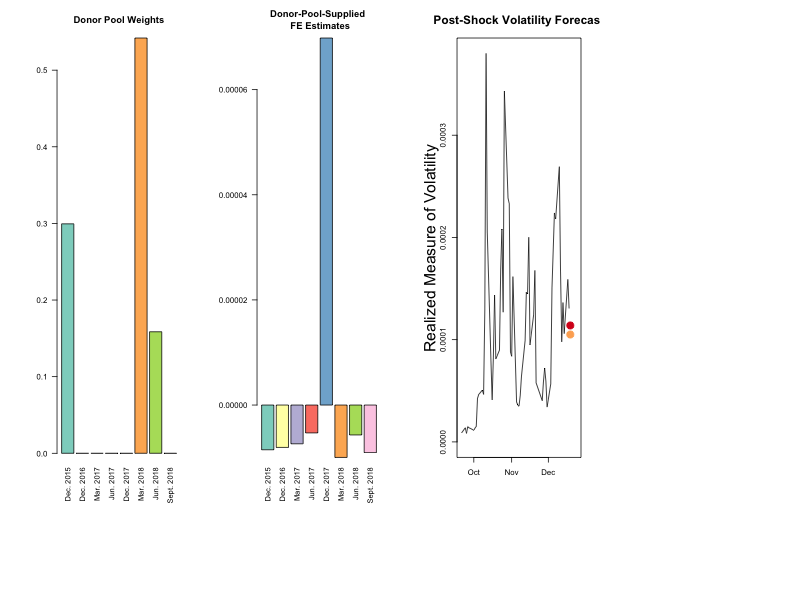 Donor Pool Weights
0.5
0.4
0.3
0.2
0.1
0.0
Dec. 2015
Dec. 2016
Mar. 2017
Jun. 2017
Dec. 2017
Mar. 2018
Jun. 2018
Sept. 2018
Donor-Pool-Supplied
FE Estimates
0.00006
0.00004
0.00002
0.00000
Dec. 2015
Dec. 2016
Mar. 2017
Jun. 2017
Dec. 2017
Mar. 2018
Jun. 2018
Sept. 2018
Post-Shock Volatility Forecas
Realized Measure of Volatility
0.0003
0.0002
0.0001
0.0000
Oct
Nov
Dec